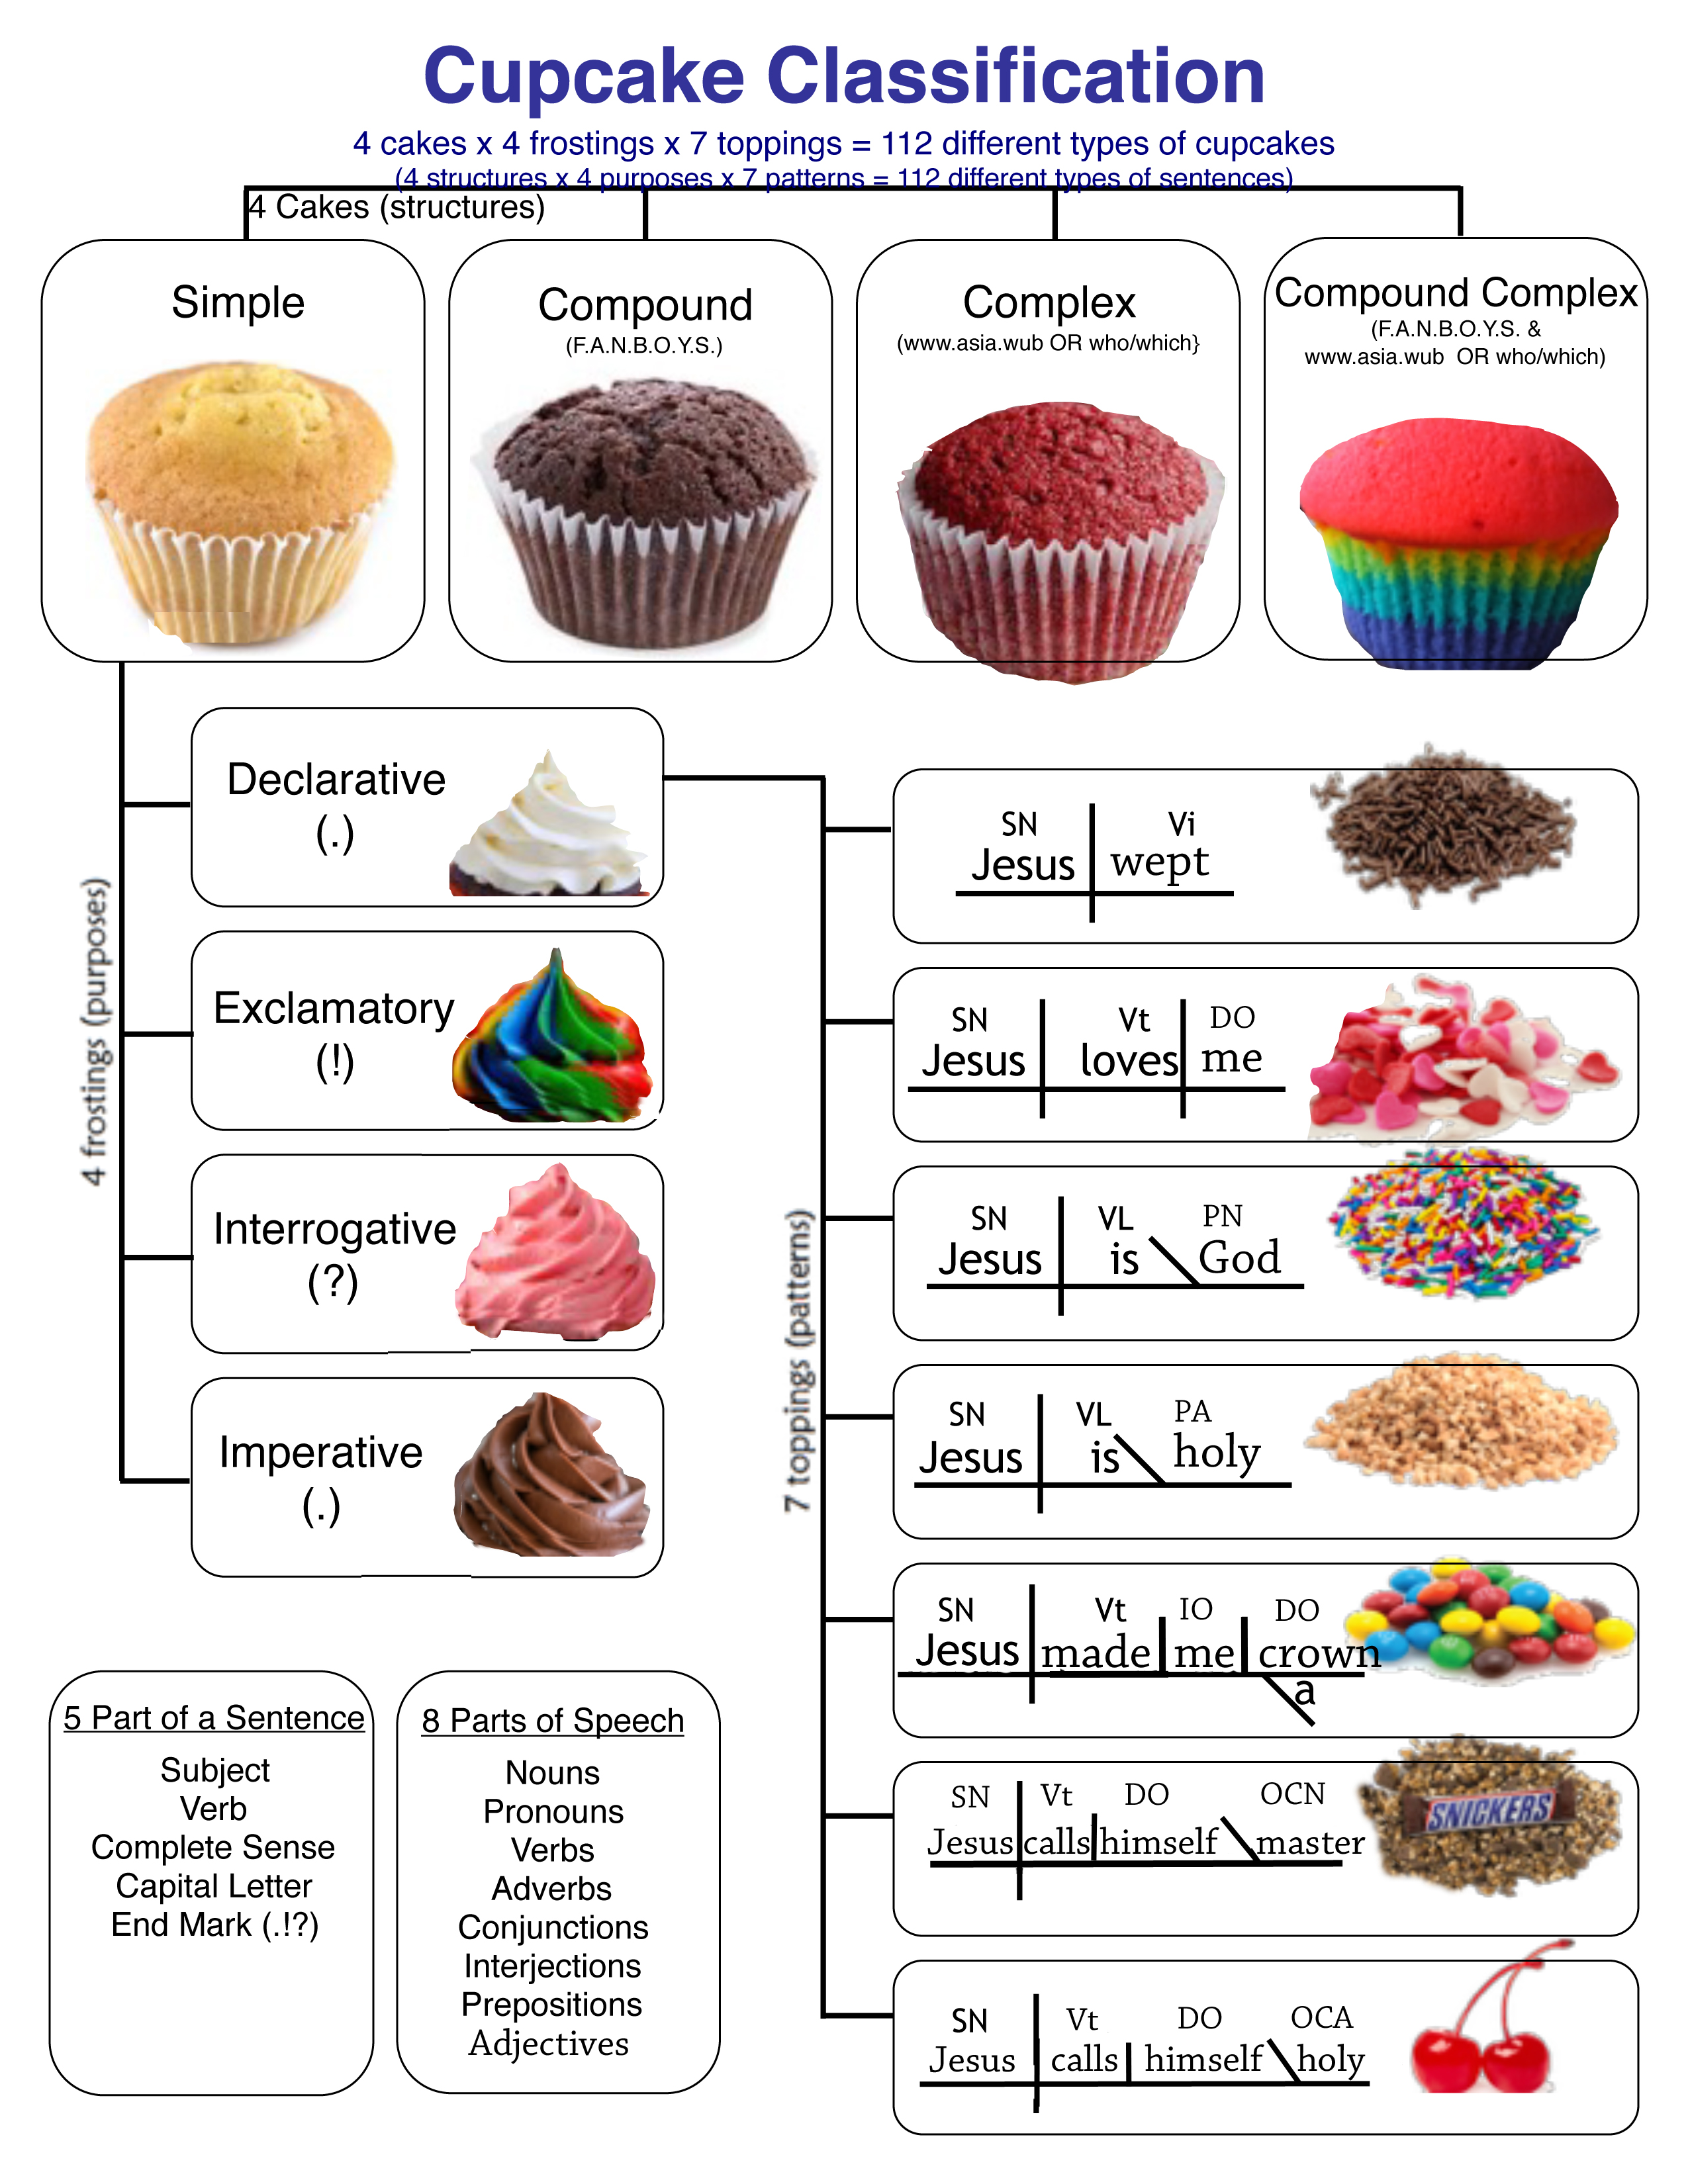 Cupcake Classification
4 cakes x 4 frostings x 7 toppings = 112 different types of cupcakes
(4 structures x 4 purposes x 7 patterns = 112 different types of sentences)
4 Cakes (structures)
Simple
Compound
(F.A.N.B.O.Y.S.)
Complex
(www.asia.wub OR who/which}
Compound Complex
(F.A.N.B.O.Y.S. &
www.asia.wub OR who/which)
4 frostings (purposes)
Declarative
(.)
Exclamatory
(!)
Interrogative
(?)
Imperative
(.)
7 toppings (patterns)
SN Vi
Jesus wept
SN Vt DO
Jesus loves me
SN VL PN
Jesus is God
SN VL PA
Jesus is holy
SN Vt IO DO
Jesus made me crown
a
SN Vt DO OCN
Jesus calls himself master
SNICKERS
SN Vt DO OCA
Jesus calls himself holy
5 Part of a Sentence
Subject
Verb
Complete Sense
Capital Letter
End Mark (.!?)
8 Parts of Speech
Nouns
Pronouns
Verbs
Adverbs
Conjunctions
Interjections
Prepositions
Adjectives